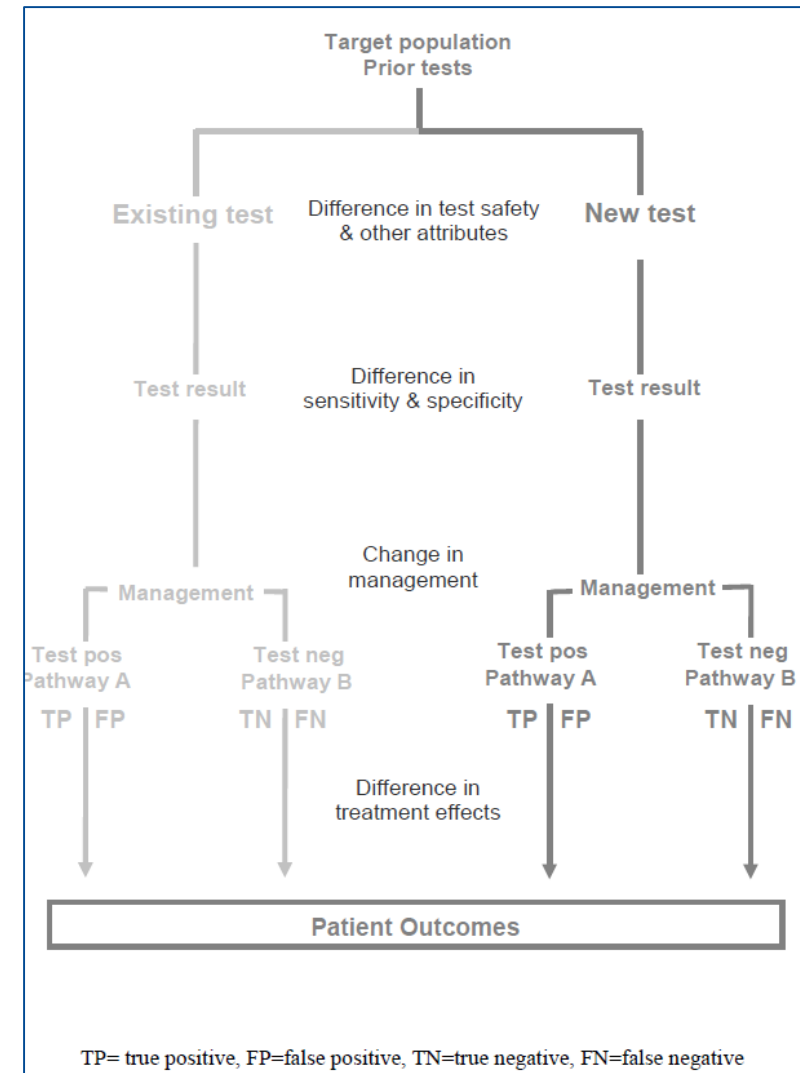 Target population
Prior tests
Existing test
Difference in test safety
& other attributes
New test
Test result
Difference in
sensitivity & specificity
Test result
Change in
management
Management
Management
Test pos
Pathway A
Test neg
Pathway B
Test pos
Pathway A
Test neg
Pathway B
TP FP
TN FN
TP FP
TN FN
Difference in
treatment effects
Patient Outcomes
TP= true positive, FP=false positive, TN=true negative, FN=false negative